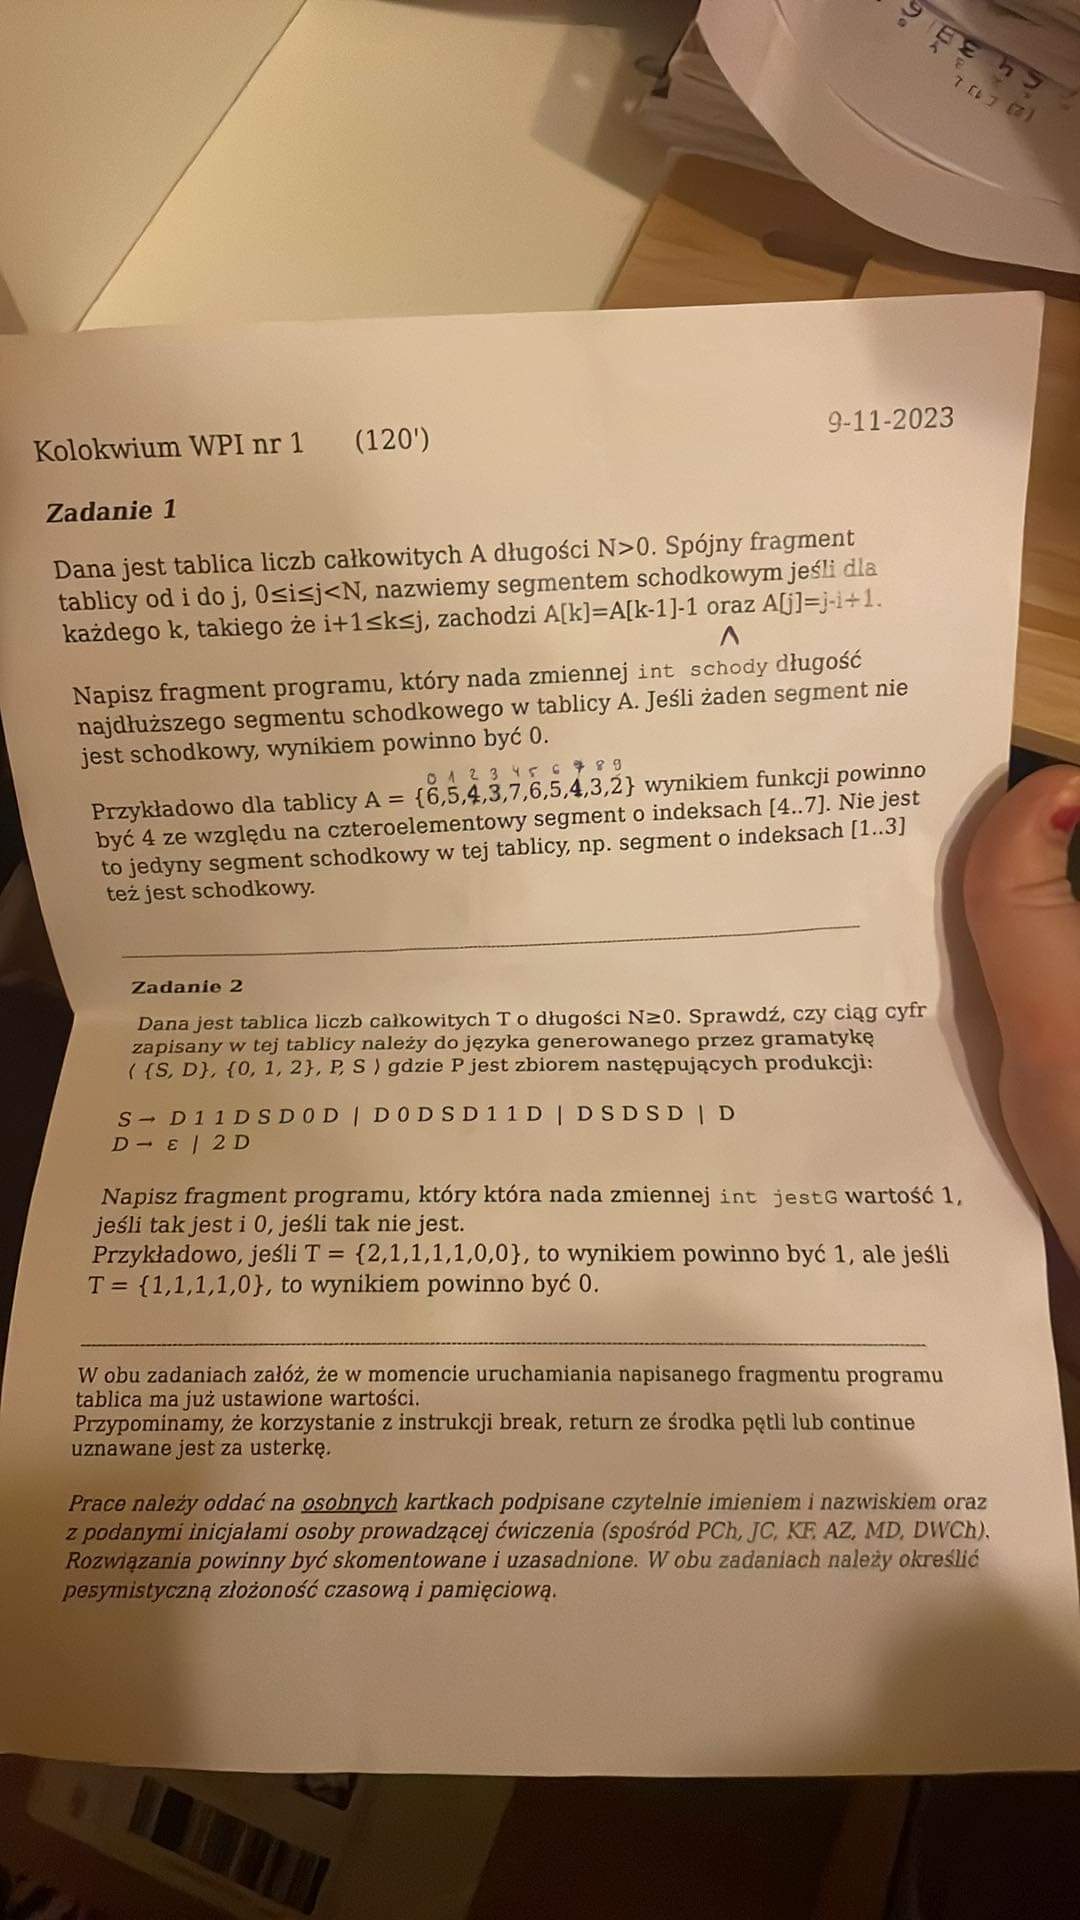 Kolokwium WPI nr 1 (120') 9-11-2023
Zadanie 1
Dana jest tablica liczb całkowitych A długości N>0. Spójny fragment
tablicy od i do j, 0≤i≤j<N, nazwiemy segmentem schodkowym jeśli dla
każdego k, takiego że i+1≤k≤j, zachodzi A[k]=A[k-1]-1 oraz A[j]=j-i+1.
Napisz fragment programu, który nada zmiennej int schody długość
najdłuższego segmentu schodkowego w tablicy A. Jeśli żaden segment nie
jest schodkowy, wynikiem powinno być 0.
0 1 2 3 4 5 6 7 8 9
Przykładowo dla tablicy A = {6,5,4,3,7,6,5,4,3,2} wynikiem funkcji powinno
być 4 ze względu na czteroelementowy segment o indeksach [4..7]. Nie jest
to jedyny segment schodkowy w tej tablicy, np. segment o indeksach [1..3]
też jest schodkowy.
Zadanie 2
Dana jest tablica liczb całkowitych T o długości N≥0. Sprawdź, czy ciąg cyfr
zapisany w tej tablicy należy do języka generowanego przez gramatykę
( {S, D}, {0, 1, 2}, P, S ) gdzie P jest zbiorem następujących produkcji:
S → D 1 1 D S D 0 D | D 0 D S D 1 1 D | D S D S D | D
D → ε | 2 D
Napisz fragment programu, który która nada zmiennej int jestG wartość 1,
jeśli tak jest i 0, jeśli tak nie jest.
Przykładowo, jeśli T = {2,1,1,1,1,0,0}, to wynikiem powinno być 1, ale jeśli
T = {1,1,1,1,0}, to wynikiem powinno być 0.
W obu zadaniach załóż, że w momencie uruchamiania napisanego fragmentu programu
tablica ma już ustawione wartości.
Przypominamy, że korzystanie z instrukcji break, return ze środka pętli lub continue
uznawane jest za usterkę.
Prace należy oddać na osobnych kartkach podpisane czytelnie imieniem i nazwiskiem oraz
z podanymi inicjałami osoby prowadzącej ćwiczenia (spośród PCh, JC, KF, AZ, MD, DWCh).
Rozwiązania powinny być skomentowane i uzasadnione. W obu zadaniach należy określić
pesymistyczną złożoność czasową i pamięciową.